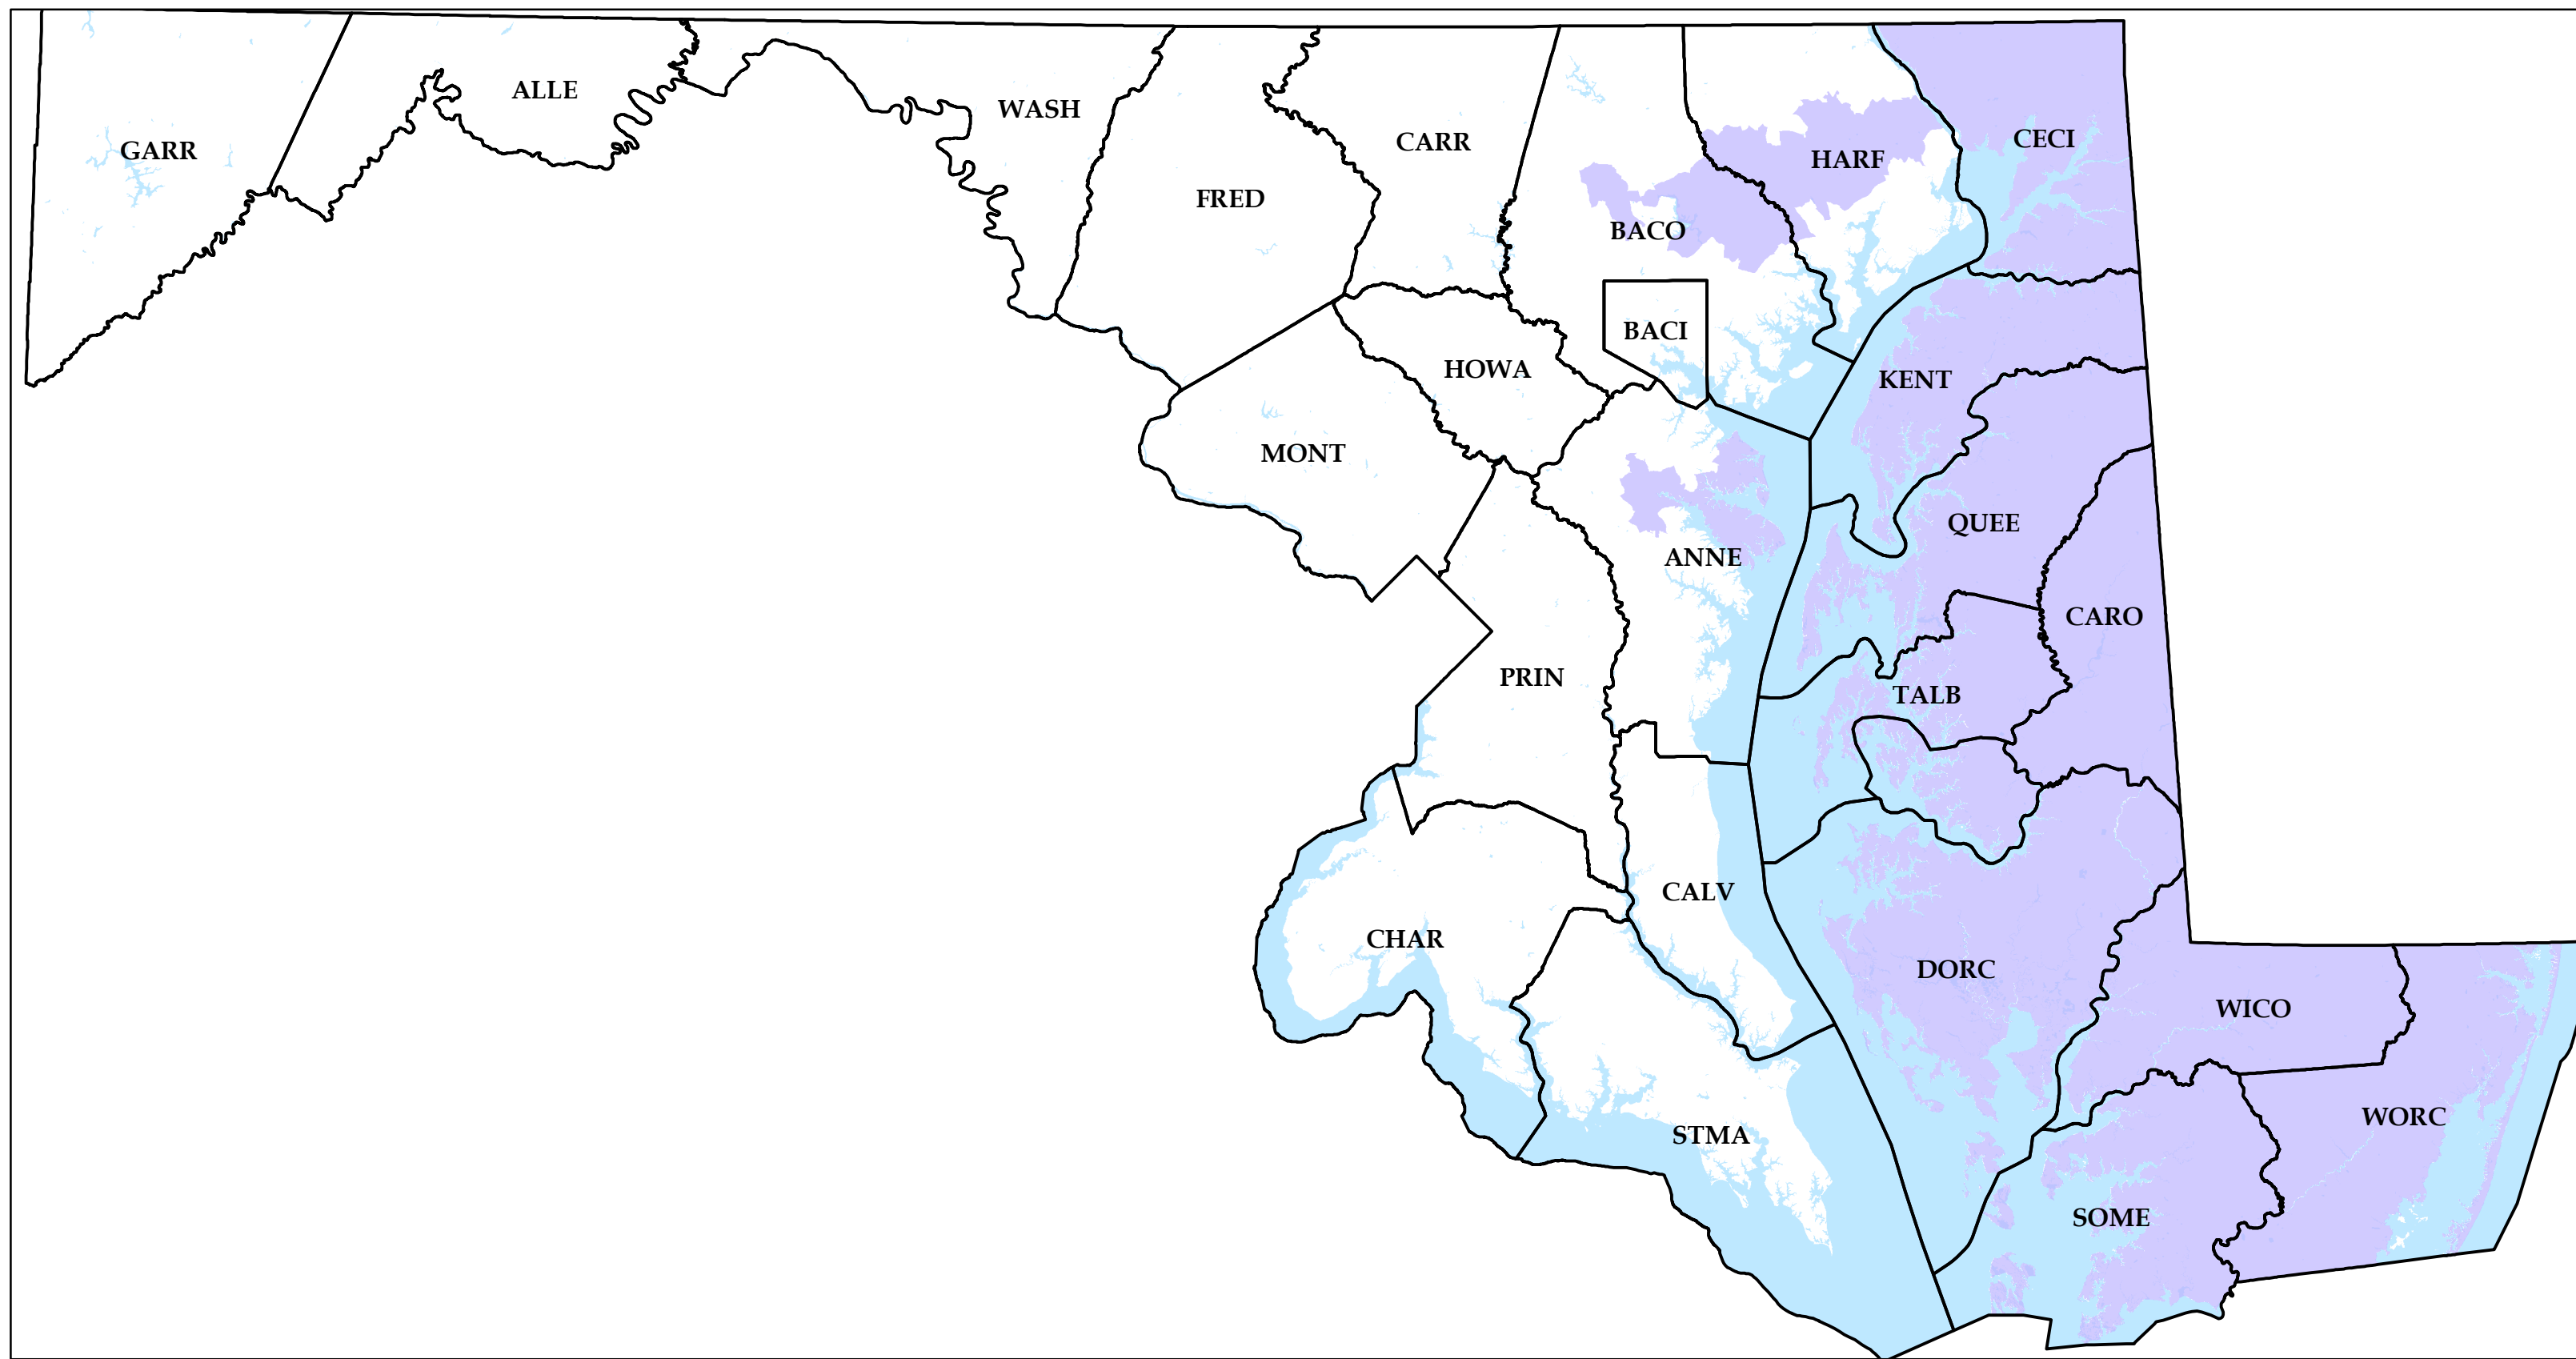 ALLE
WASH
CARR
CECI
GARR
HARF
FRED
BACO
BACI
HOWA
KENT
MONT
QUEE
ANNE
CARO
PRIN
TALB
CALV
CHAR
DORC
WICO
WORC
STMA
SOME